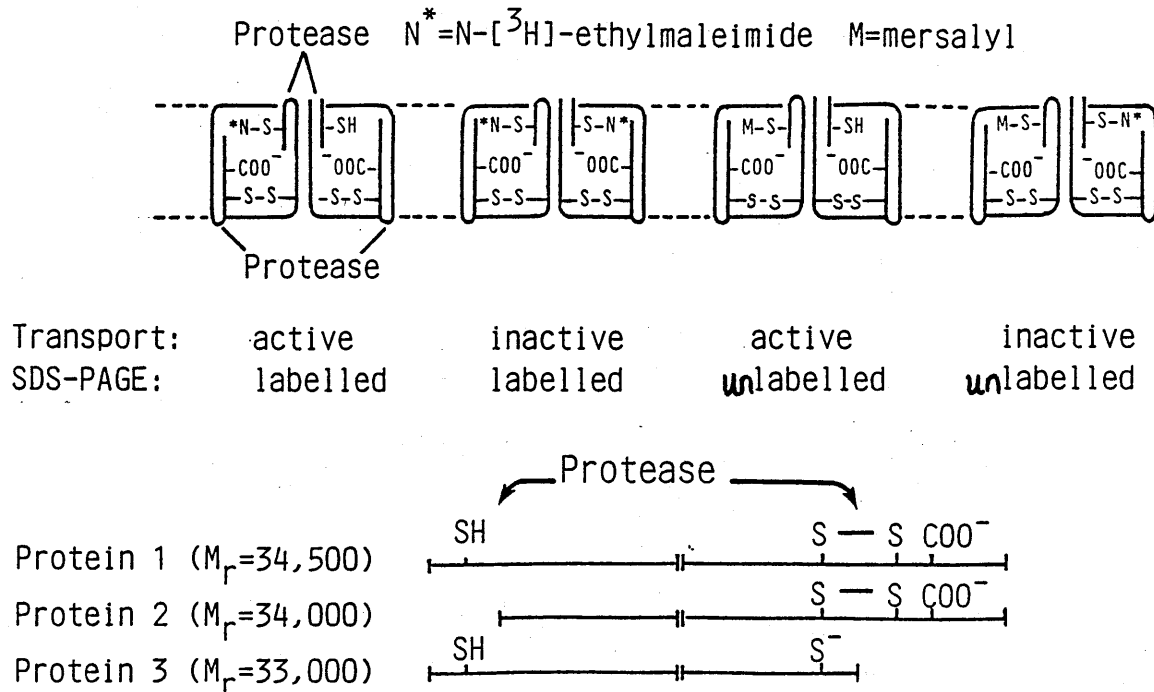 Protease N*=N-[³H]-ethylmaleimide M=mersalyl
*N-S- -SH *N-S- -S-N* M-S- -SH M-S- -S-N*
-COO⁻ ⁻OOC- -COO⁻ ⁻OOC- -COO⁻ ⁻OOC- -COO⁻ ⁻OOC-
-S-S- -S-S- -S-S- -S-S- -S-S- -S-S- -S-S- -S-S-
Protease
Transport: active inactive active inactive
SDS-PAGE: labelled labelled unlabelled unlabelled
Protease
SH S — S COO⁻
Protein 1 (Mr=34,500)
S — S COO⁻
Protein 2 (Mr=34,000)
SH S⁻
Protein 3 (Mr=33,000)